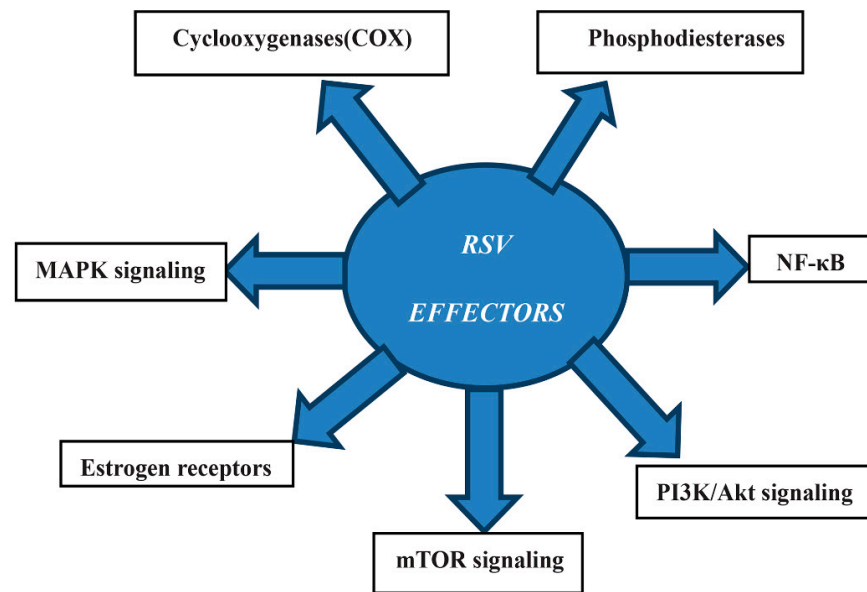 Cyclooxygenases(COX)
Phosphodiesterases
RSV
EFFECTORS
MAPK signaling
NF-κB
Estrogen receptors
PI3K/Akt signaling
mTOR signaling